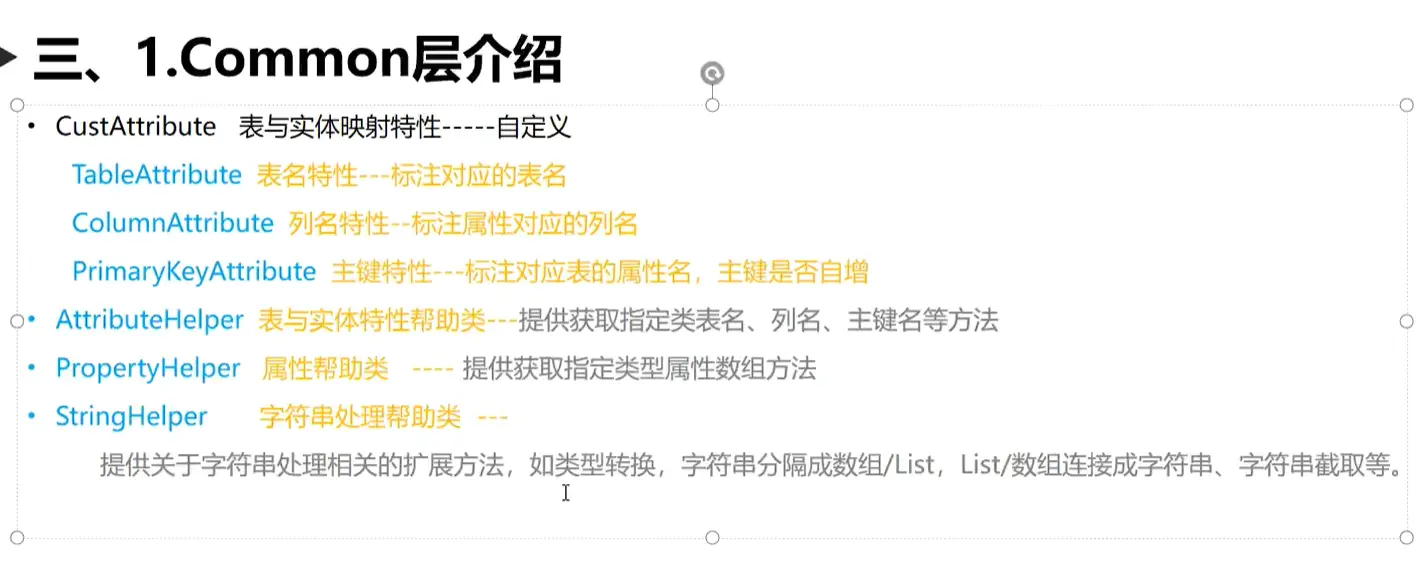 三、1.Common层介绍
• CustAttribute 表与实体映射特性-----自定义
TableAttribute 表名特性---标注对应的表名
ColumnAttribute 列名特性--标注属性对应的列名
PrimaryKeyAttribute 主键特性---标注对应表的属性名，主键是否自增
• AttributeHelper 表与实体特性帮助类---提供获取指定类表名、列名、主键名等方法
• PropertyHelper 属性帮助类 ---- 提供获取指定类型属性数组方法
• StringHelper 字符串处理帮助类 ---
提供关于字符串处理相关的扩展方法，如类型转换，字符串分隔成数组/List，List/数组连接成字符串、字符串截取等。